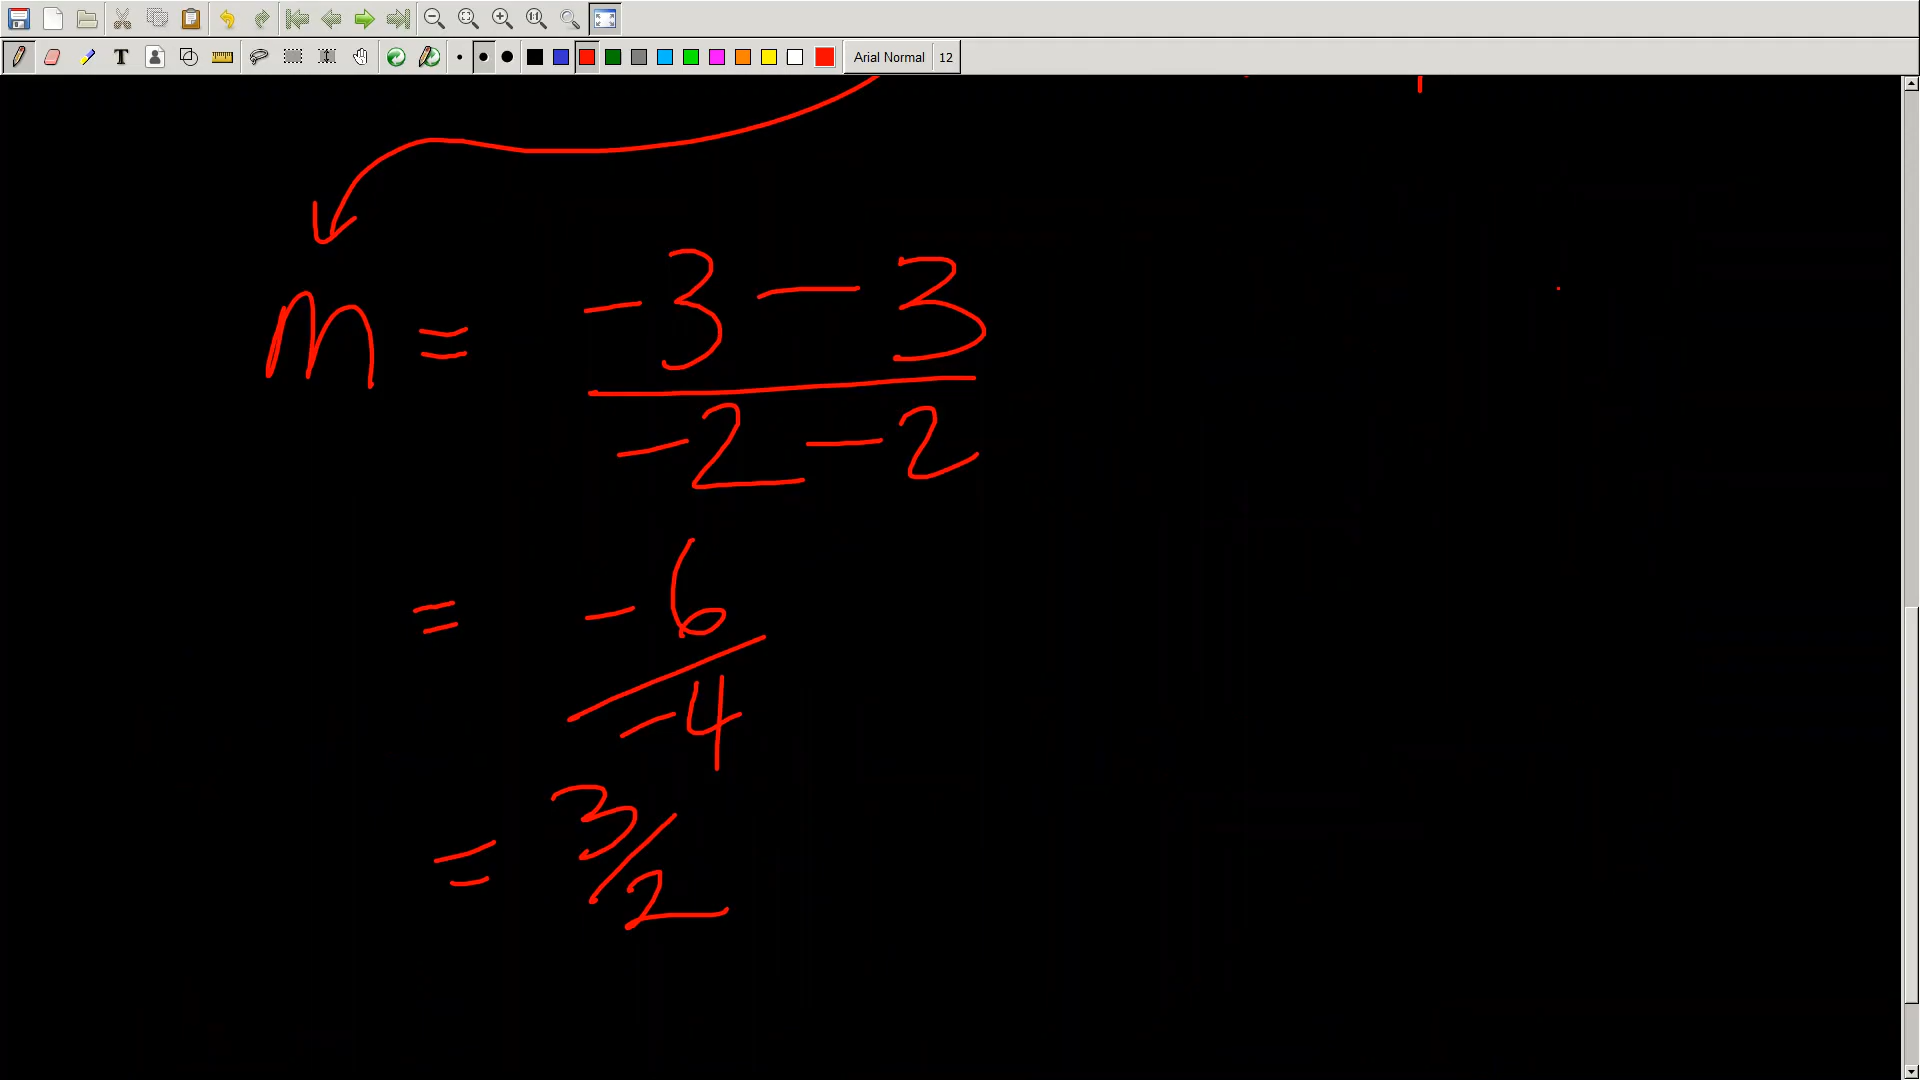 Arial Normal 12
m = -3 - 3
-2 - 2
= -6
-4
= 3/2